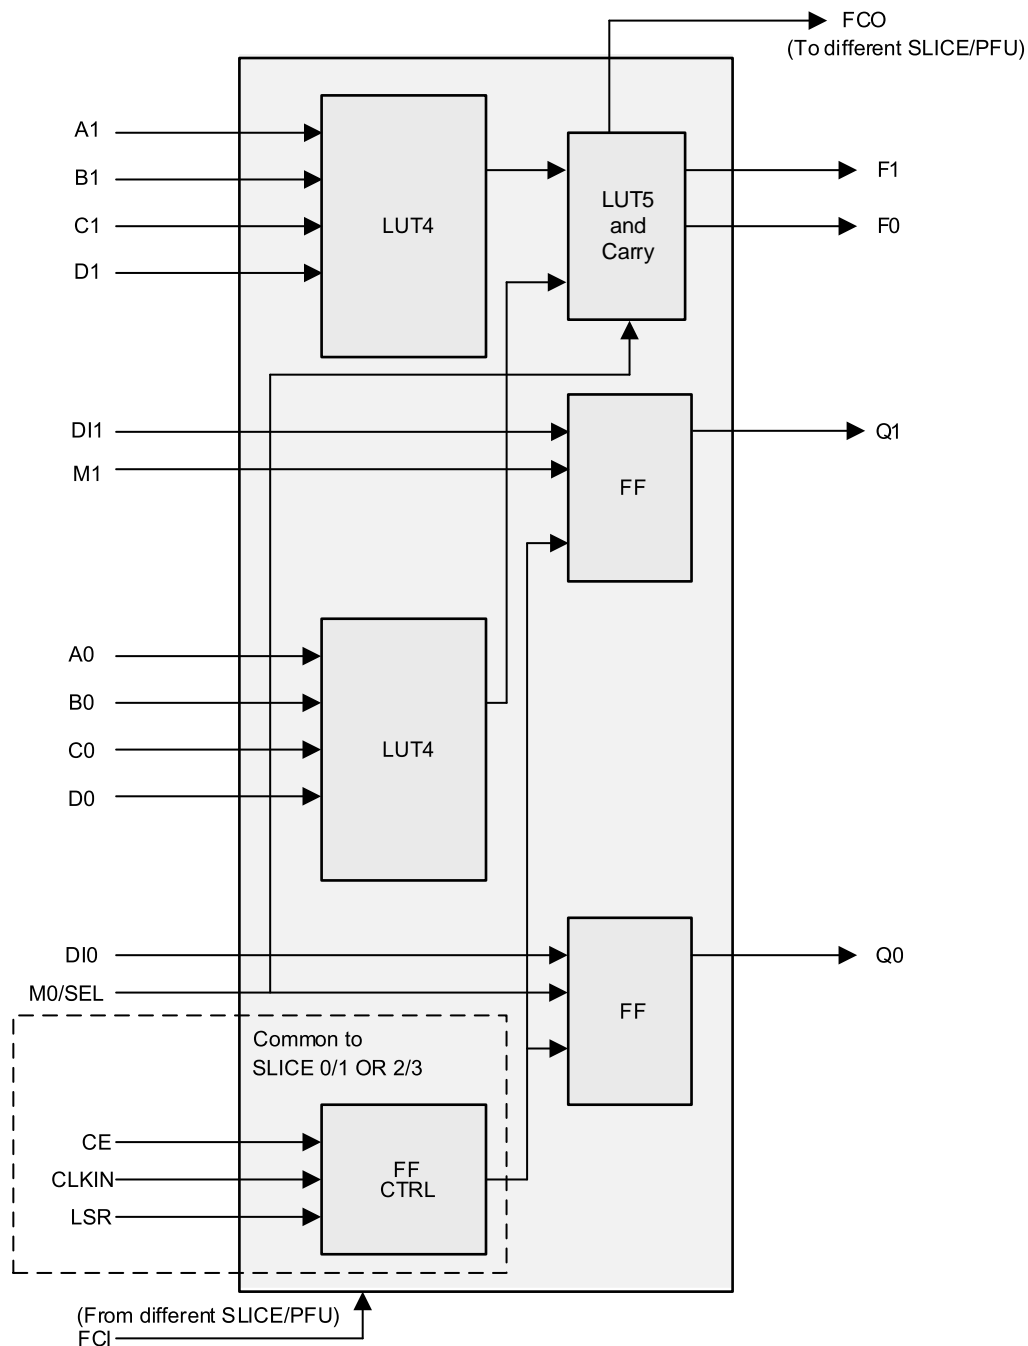 FCO
(To different SLICE/PFU)
A1
B1
C1
D1
LUT4
LUT5
and
Carry
F1
F0
DI1
M1
FF
Q1
A0
B0
C0
D0
LUT4
DI0
M0/SEL
FF
Q0
Common to
SLICE 0/1 OR 2/3
CE
CLKIN
LSR
FF
CTRL
(From different SLICE/PFU)
FCI